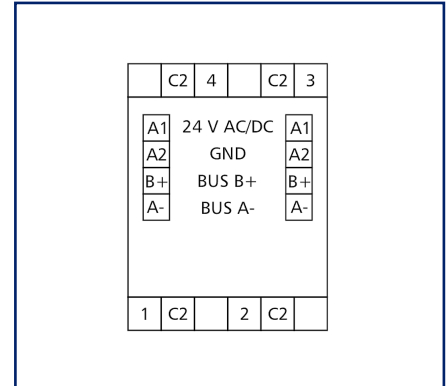 C2 4 C2 3
A1 24 V AC/DC A1
A2 GND A2
B+ BUS B+ B+
A- BUS A- A-
1 C2 2 C2